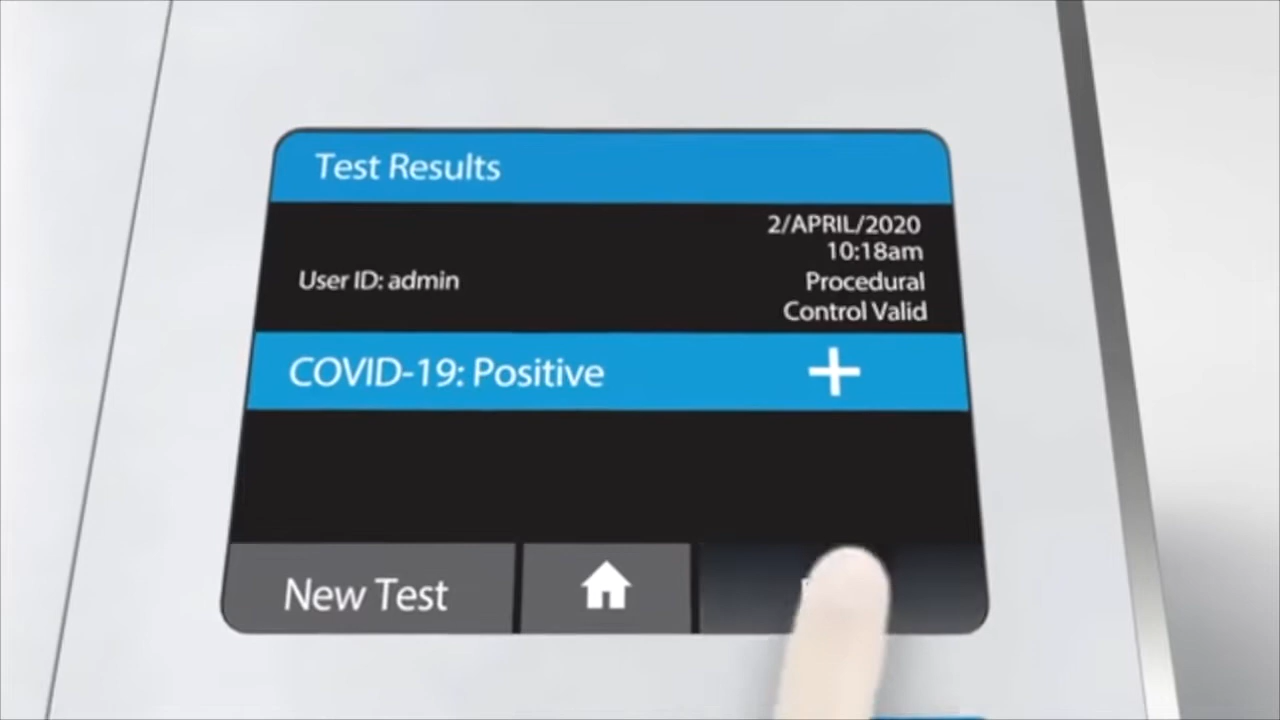 Test Results
2/APRIL/2020
10:18am
User ID: admin
Procedural
Control Valid
COVID-19: Positive
New Test